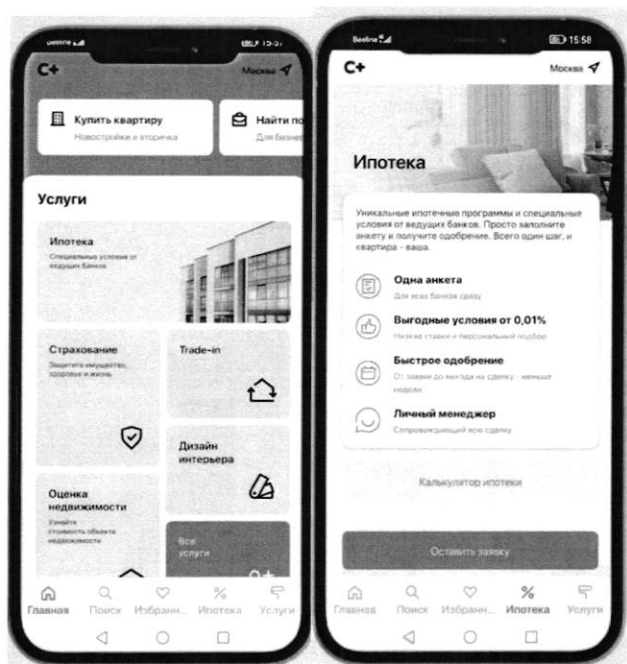 Beeline 15:57
C+ Москва
Купить квартиру
Новостройки и вторичка
Найти по
Для бизнес
Услуги
Ипотека
Специальные условия от
ведущих банков
Страхование
Защитите имущество,
здоровье и жизнь
Trade-in
Дизайн
интерьера
Оценка
недвижимости
Узнайте
стоимость объекта
недвижимости
Все
услуги
Главная Поиск Избранн... Ипотека Услуги
Beeline 15:58
C+ Москва
Ипотека
Уникальные ипотечные программы и специальные
условия от ведущих банков. Просто заполните
анкету и получите одобрение. Всего один шаг, и
квартира - ваша.
Одна анкета
Для всех банков сразу
Выгодные условия от 0,01%
Низкие ставки и персональный подбор
Быстрое одобрение
От заявки до выхода на сделку - меньше
недели
Личный менеджер
Сопровождающий всю сделку
Калькулятор ипотеки
Оставить заявку
Главная Поиск Избранн... Ипотека Услуги